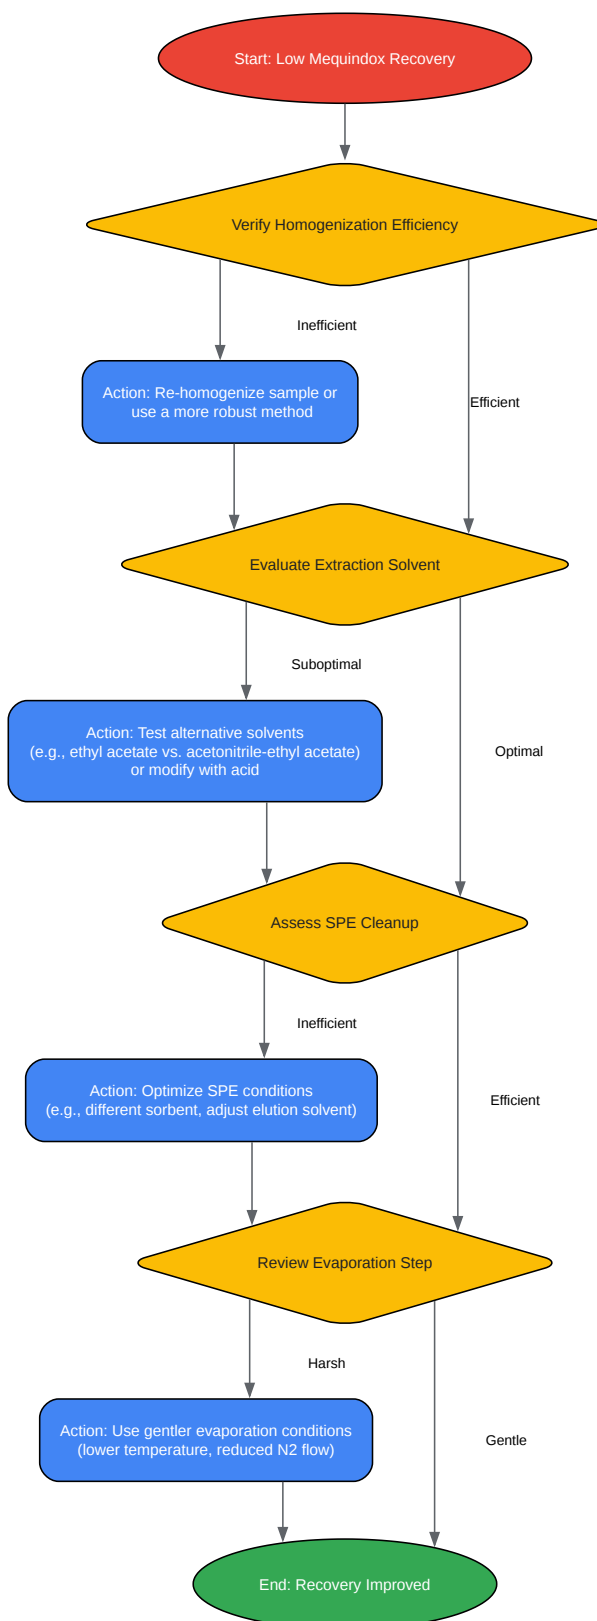 Start: Low Mequindox Recovery
Verify Homogenization Efficiency
Inefficient
Action: Re-homogenize sample or
use a more robust method
Efficient
Evaluate Extraction Solvent
Suboptimal
Action: Test alternative solvents
(e.g., ethyl acetate vs. acetonitrile-ethyl acetate)
or modify with acid
Optimal
Assess SPE Cleanup
Inefficient
Action: Optimize SPE conditions
(e.g., different sorbent, adjust elution solvent)
Efficient
Review Evaporation Step
Harsh
Action: Use gentler evaporation conditions
(lower temperature, reduced N2 flow)
Gentle
End: Recovery Improved